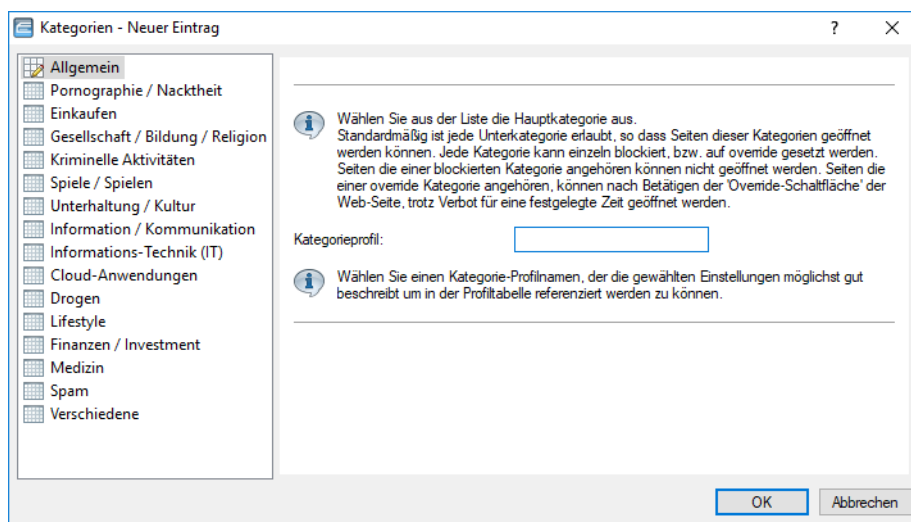 Kategorien - Neuer Eintrag
?
Allgemein
Pornographie / Nacktheit
Einkaufen
Gesellschaft / Bildung / Religion
Kriminelle Aktivitäten
Spiele / Spielen
Unterhaltung / Kultur
Information / Kommunikation
Informations-Technik (IT)
Cloud-Anwendungen
Drogen
Lifestyle
Finanzen / Investment
Medizin
Spam
Verschiedene
Wählen Sie aus der Liste die Hauptkategorie aus.
Standardmäßig ist jede Unterkategorie erlaubt, so dass Seiten dieser Kategorien geöffnet
werden können. Jede Kategorie kann einzeln blockiert, bzw. auf override gesetzt werden.
Seiten die einer blockierten Kategorie angehören können nicht geöffnet werden. Seiten die
einer override Kategorie angehören, können nach Betätigen der 'Override-Schaltfläche' der
Web-Seite, trotz Verbot für eine festgelegte Zeit geöffnet werden.
Kategorieprofil:
Wählen Sie einen Kategorie-Profilnamen, der die gewählten Einstellungen möglichst gut
beschreibt um in der Profiltabelle referenziert werden zu können.
OK
Abbrechen